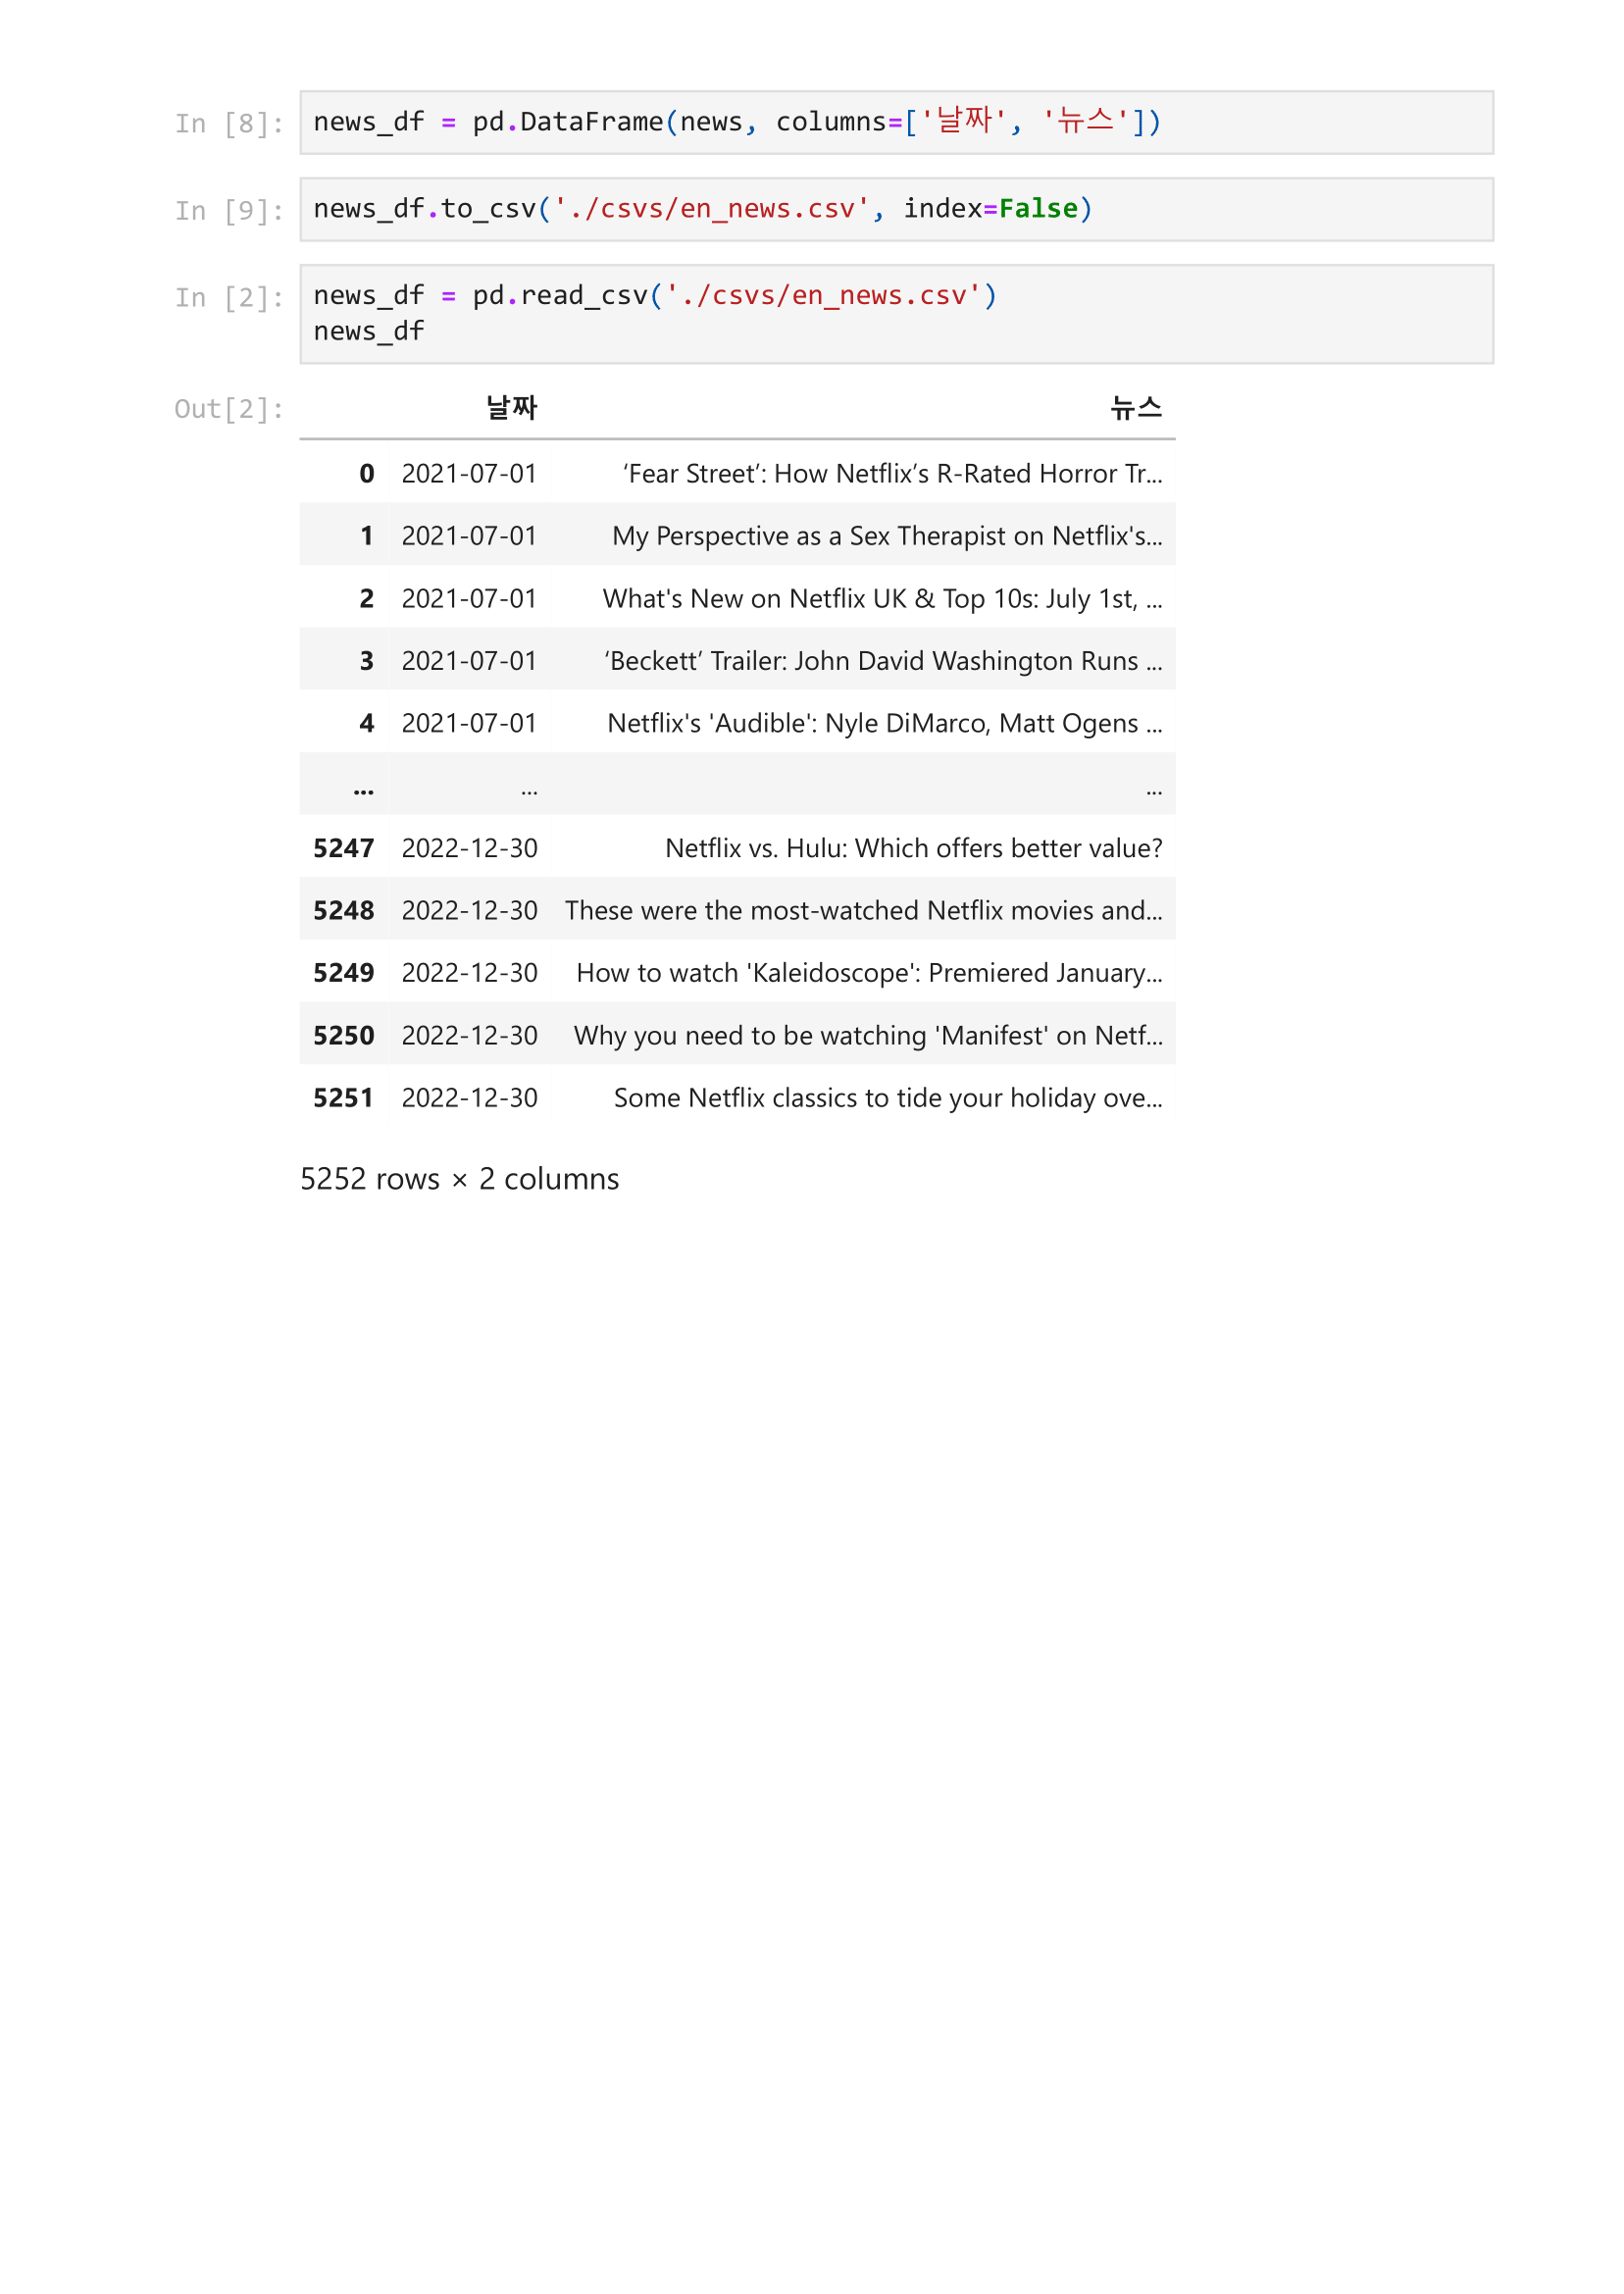 In [8]: news_df = pd.DataFrame(news, columns=['날짜', '뉴스'])
In [9]: news_df.to_csv('./csvs/en_news.csv', index=False)
In [2]: news_df = pd.read_csv('./csvs/en_news.csv')
news_df
Out[2]: 날짜 뉴스
0 2021-07-01 ‘Fear Street’: How Netflix’s R-Rated Horror Tr...
1 2021-07-01 My Perspective as a Sex Therapist on Netflix's...
2 2021-07-01 What's New on Netflix UK & Top 10s: July 1st, ...
3 2021-07-01 ‘Beckett’ Trailer: John David Washington Runs ...
4 2021-07-01 Netflix's 'Audible': Nyle DiMarco, Matt Ogens ...
... ... ...
5247 2022-12-30 Netflix vs. Hulu: Which offers better value?
5248 2022-12-30 These were the most-watched Netflix movies and...
5249 2022-12-30 How to watch 'Kaleidoscope': Premiered January...
5250 2022-12-30 Why you need to be watching 'Manifest' on Netf...
5251 2022-12-30 Some Netflix classics to tide your holiday ove...
5252 rows × 2 columns